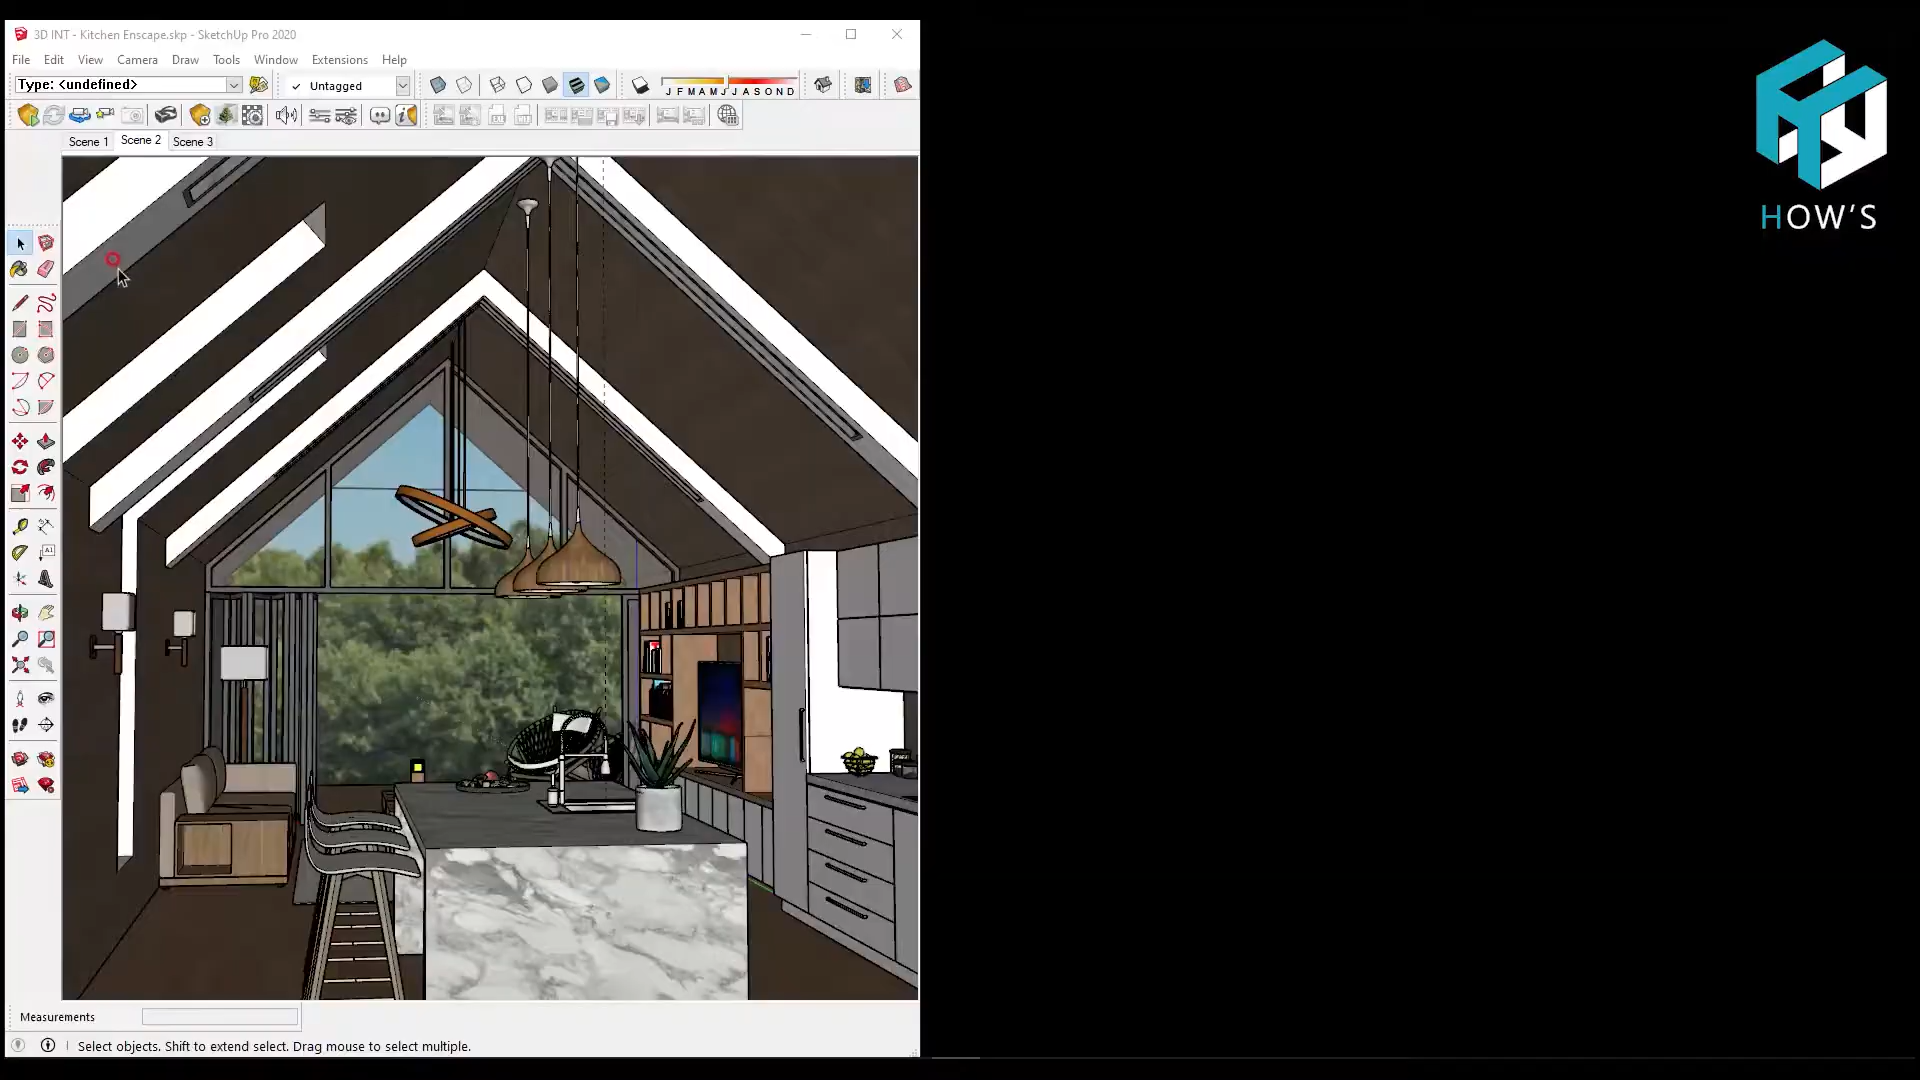 3D INT - Kitchen Enscape.skp - SketchUp Pro 2020
File Edit View Camera Draw Tools Window Extensions Help
Type: <undefined>
Untagged
J F M A M J J A S O N D
Scene 1 Scene 2 Scene 3
A1
Measurements
Select objects. Shift to extend select. Drag mouse to select multiple.
HOW'S